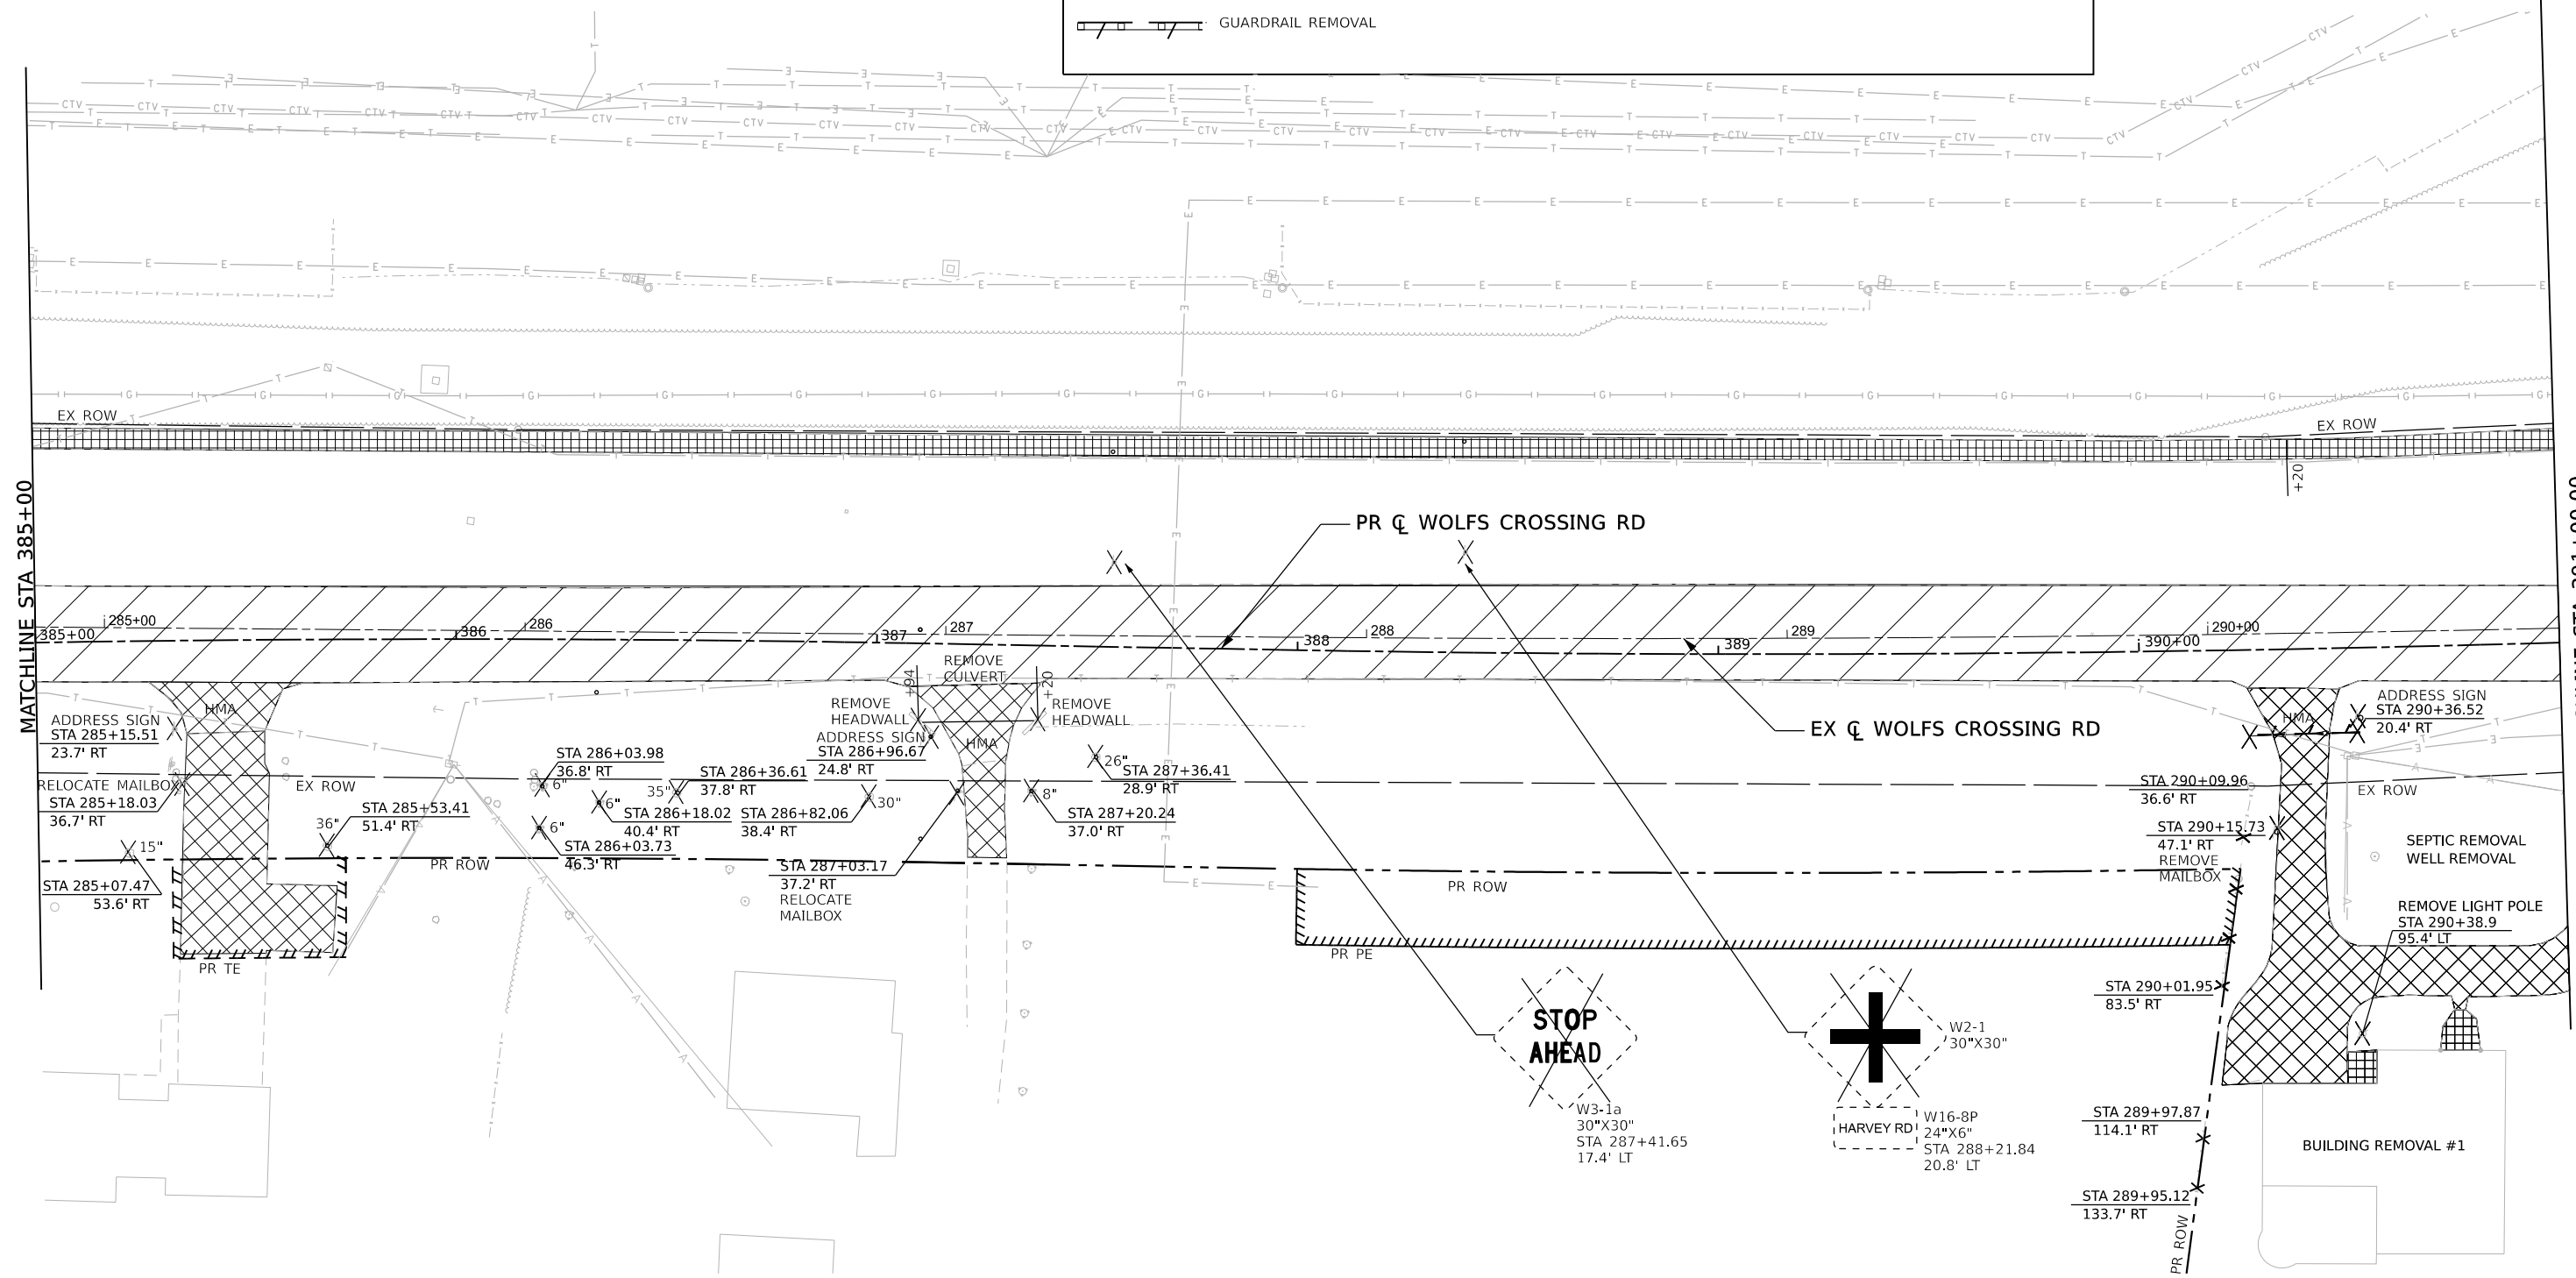 GUARDRAIL REMOVAL
EX ROW
EX ROW
+20
MATCHLINE STA 385+00
PR ℄ WOLFS CROSSING RD
285+00
286
287
288
289
290+00
385+00
386
387
388
389
390+00
EX ℄ WOLFS CROSSING RD
HMA
ADDRESS SIGN
STA 285+15.51
23.7' RT
RELOCATE MAILBOX
STA 285+18.03
36.7' RT
15"
STA 285+07.47
53.6' RT
PR TE
EX ROW
36"
STA 285+53.41
51.4' RT
PR ROW
STA 286+03.98
36.8' RT
6"
6"
STA 286+18.02
40.4' RT
6"
STA 286+03.73
46.3' RT
35"
STA 286+36.61
37.8' RT
STA 286+82.06
38.4' RT
30"
+94
REMOVE
CULVERT
+20
REMOVE
HEADWALL
REMOVE
HEADWALL
ADDRESS SIGN
STA 286+96.67
24.8' RT
HMA
26"
STA 287+36.41
28.9' RT
8"
STA 287+20.24
37.0' RT
STA 287+03.17
37.2' RT
RELOCATE
MAILBOX
PR ROW
PR PE
STOP
AHEAD
W3-1a
30"X30"
STA 287+41.65
17.4' LT
W2-1
30"X30"
HARVEY RD
W16-8P
24"X6"
STA 288+21.84
20.8' LT
HMA
ADDRESS SIGN
STA 290+36.52
20.4' RT
STA 290+09.96
36.6' RT
EX ROW
STA 290+15.73
47.1' RT
REMOVE
MAILBOX
SEPTIC REMOVAL
WELL REMOVAL
REMOVE LIGHT POLE
STA 290+38.9
95.4' LT
STA 290+01.95
83.5' RT
STA 289+97.87
114.1' RT
STA 289+95.12
133.7' RT
BUILDING REMOVAL #1
PR ROW